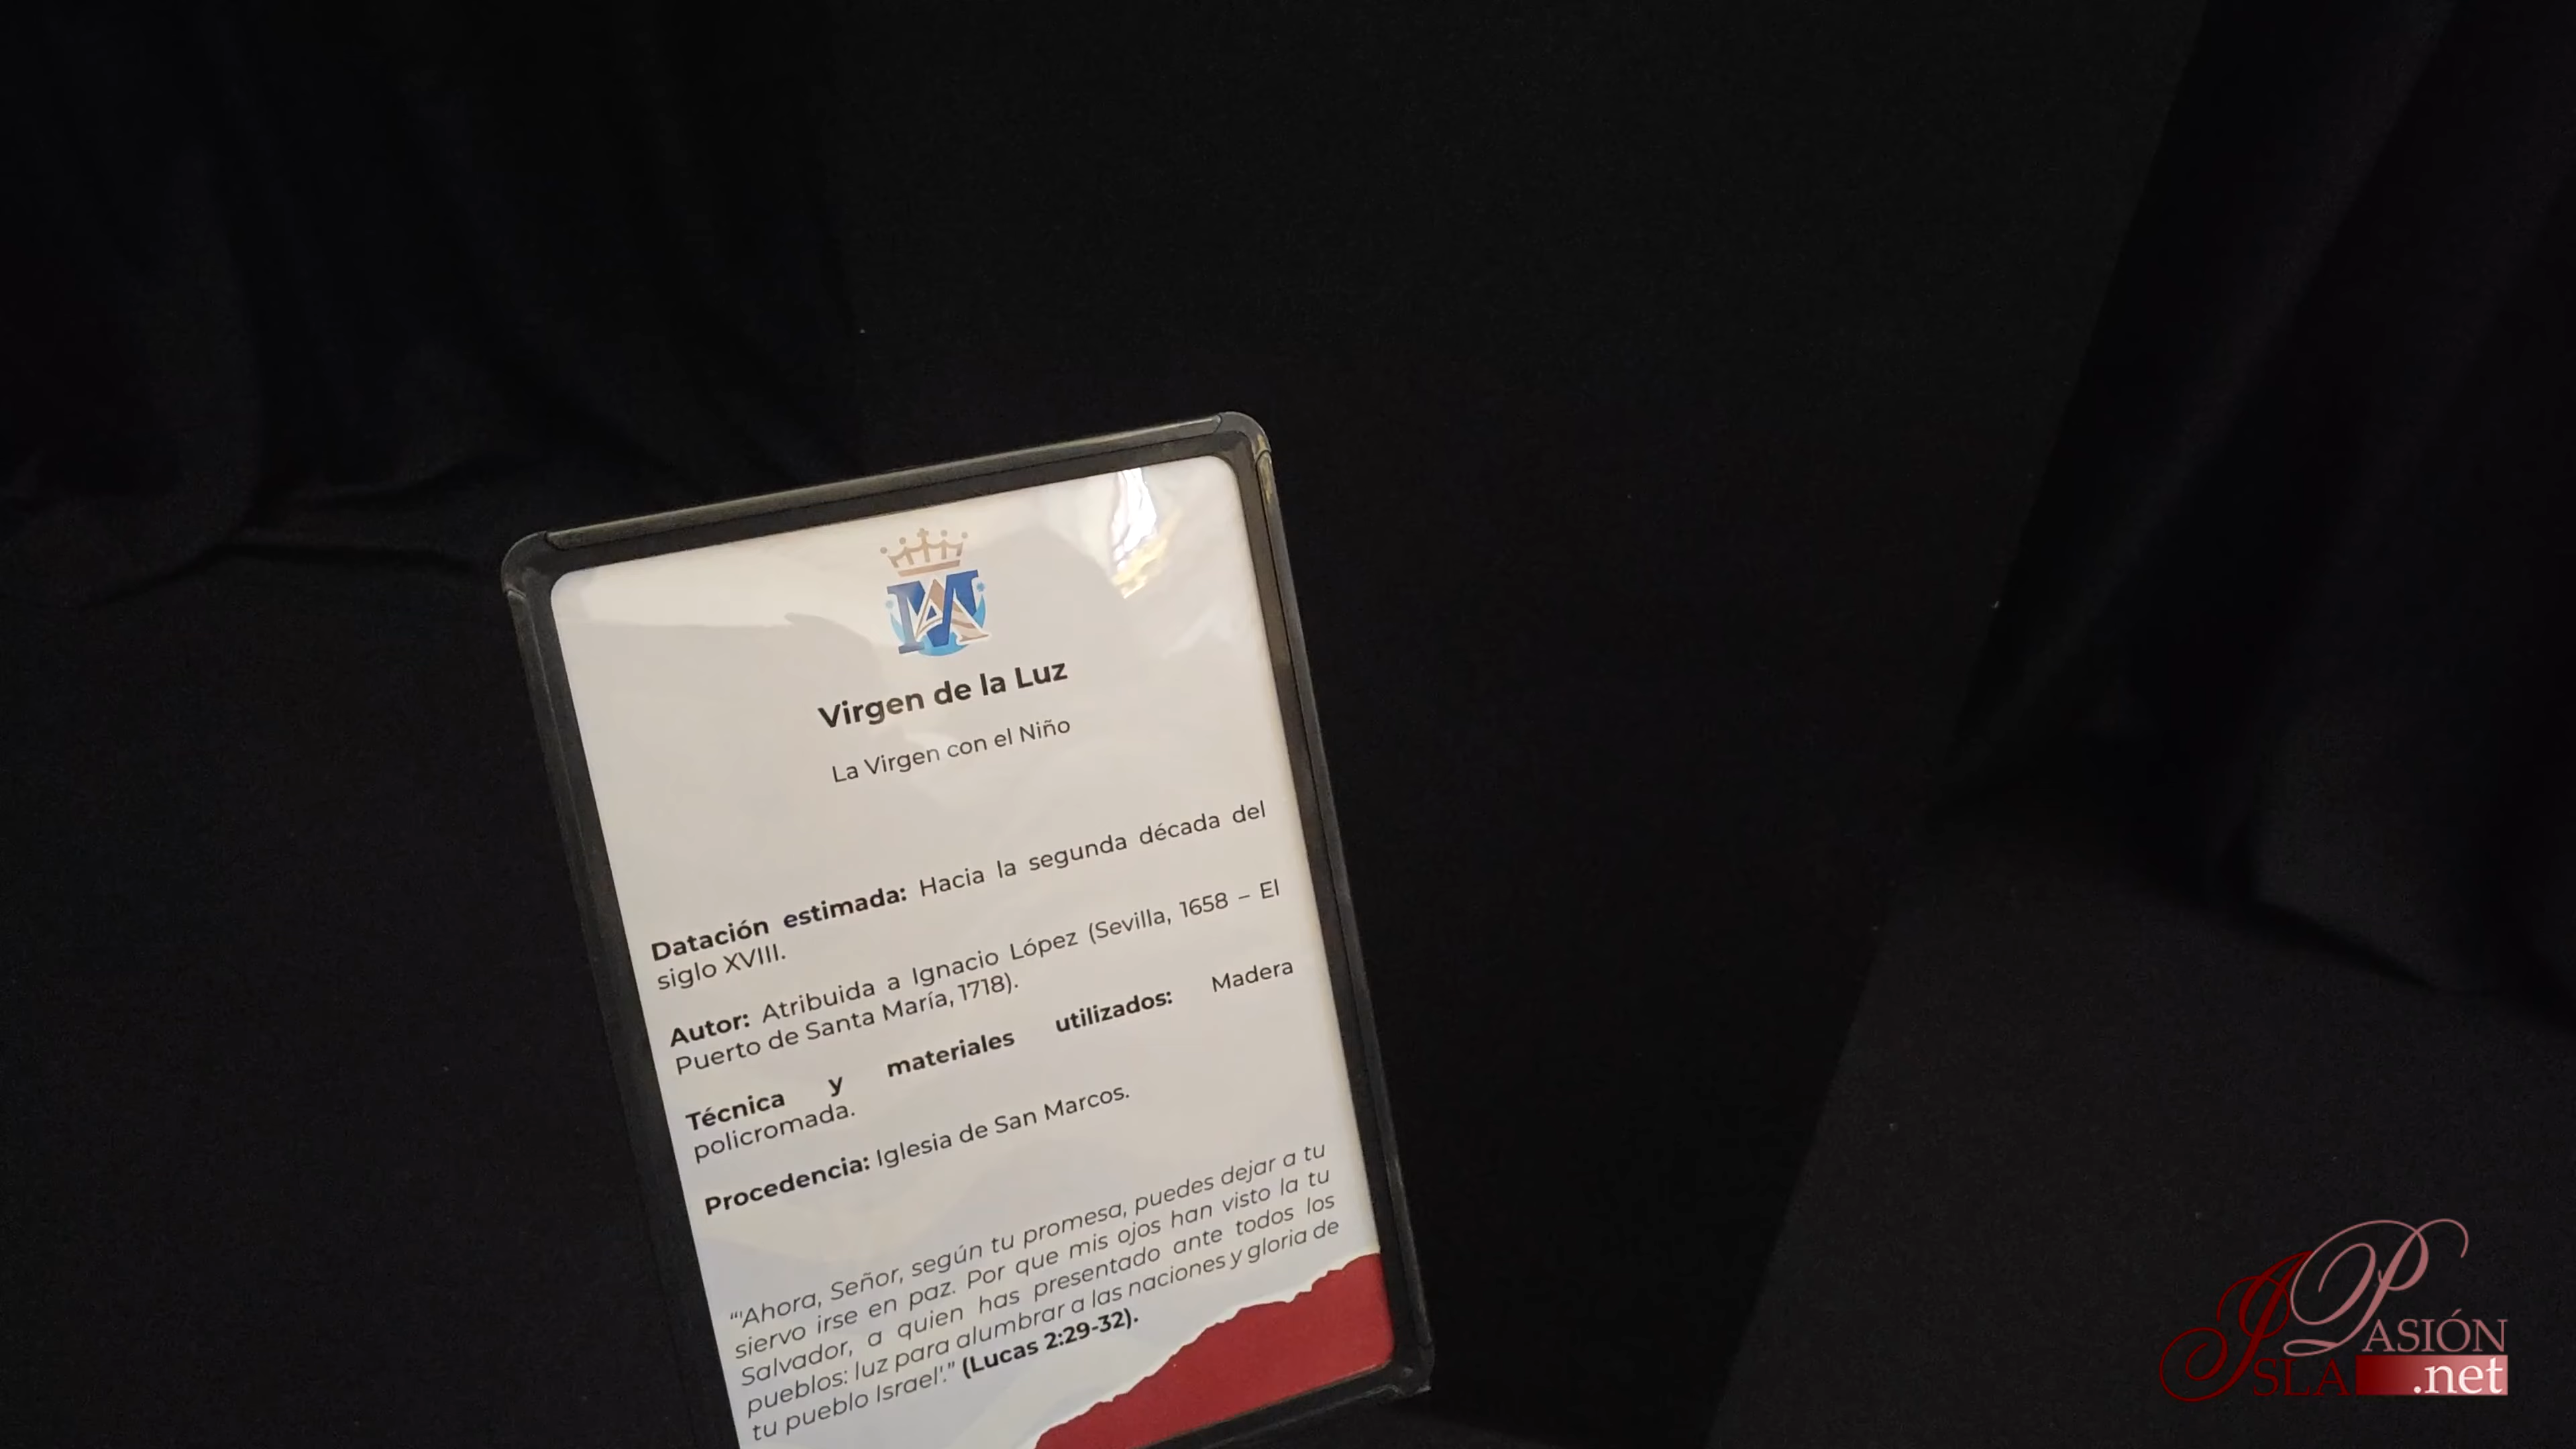 Virgen de la Luz
La Virgen con el Niño
Datación estimada: Hacia la segunda década del
siglo XVIII.
Autor: Atribuida a Ignacio López (Sevilla, 1658 – El
Puerto de Santa María, 1718).
Técnica y materiales utilizados: Madera
policromada.
Procedencia: Iglesia de San Marcos.
“‘Ahora, Señor, según tu promesa, puedes dejar a tu
siervo irse en paz. Por que mis ojos han visto la tu
Salvador, a quien has presentado ante todos los
pueblos: luz para alumbrar a las naciones y gloria de
tu pueblo Israel’.” (Lucas 2:29-32).
PASIÓN
ISLA .net